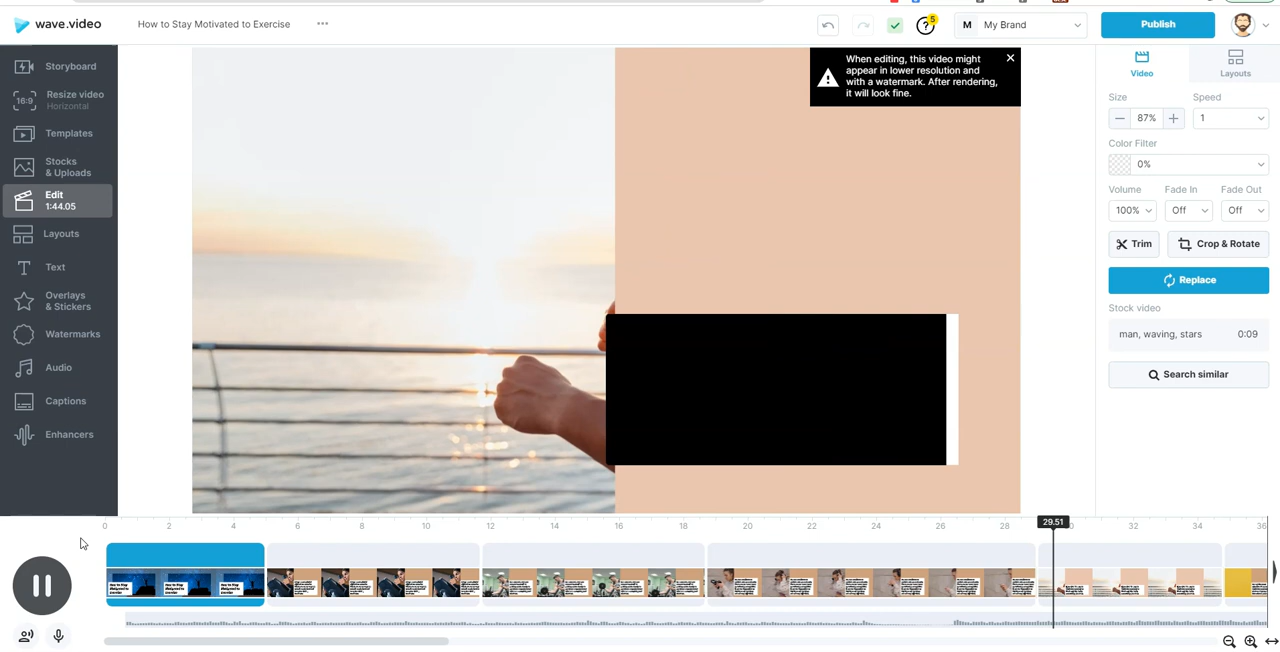 wave.video
How to Stay Motivated to Exercise
5
M My Brand
Publish
Storyboard
16:9
Resize video
Horizontal
Templates
Stocks
& Uploads
Edit
1:44.05
Layouts
Text
Overlays
& Stickers
Watermarks
Audio
Captions
Enhancers
When editing, this video might
appear in lower resolution and
with a watermark. After rendering,
it will look fine.
Video
Layouts
Size
Speed
87%
1
Color Filter
0%
Volume
Fade In
Fade Out
100%
Off
Off
Trim
Crop & Rotate
Replace
Stock video
man, waving, stars
0:09
Search similar
29.51
0 2 4 6 8 10 12 14 16 18 20 22 24 26 28 32 34 36